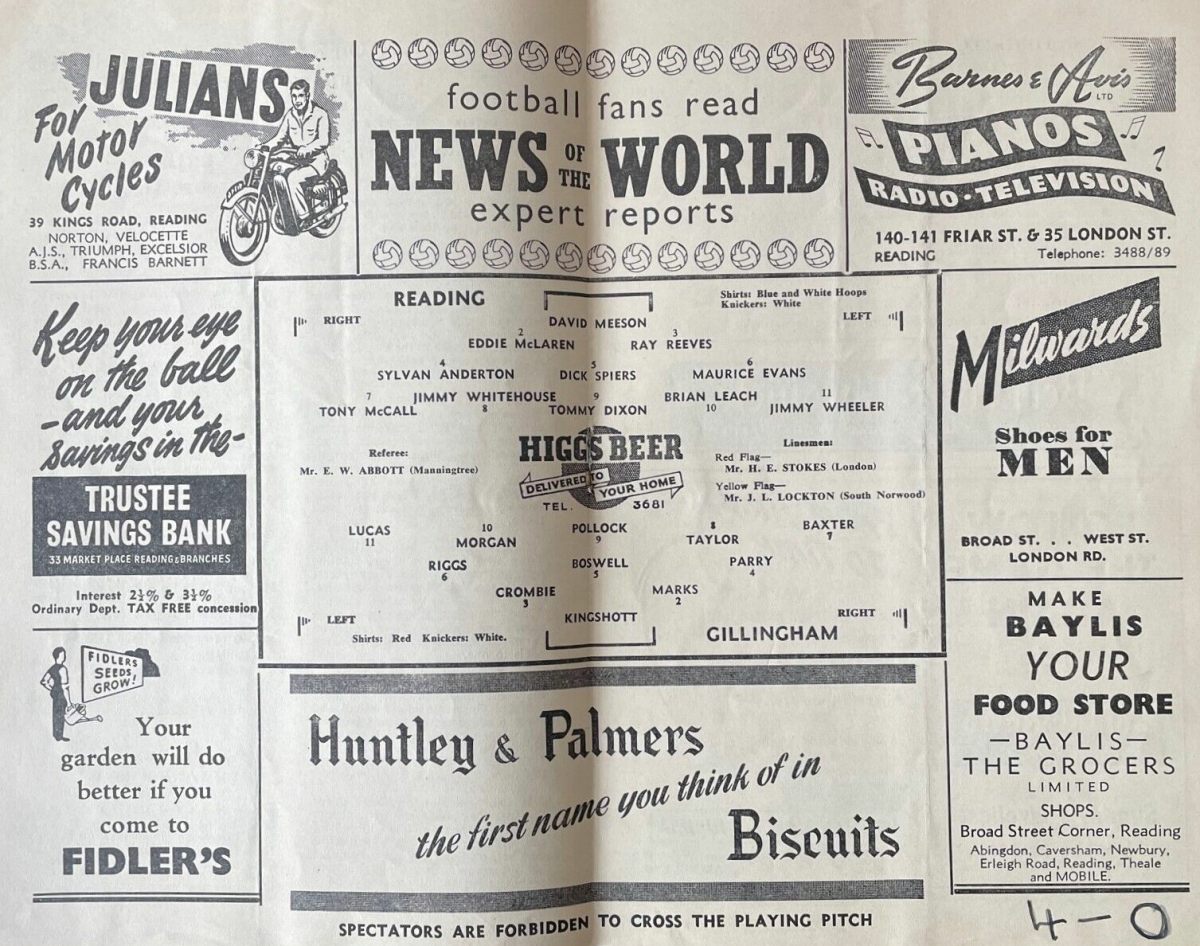 JULIANS
For
Motor
Cycles
39 KINGS ROAD, READING
NORTON, VELOCETTE
A.J.S., TRIUMPH, EXCELSIOR
B.S.A., FRANCIS BARNETT
football fans read
NEWS OF THE WORLD
expert reports
Barnes & Avis
LTD
PIANOS
RADIO · TELEVISION
140-141 FRIAR ST. & 35 LONDON ST.
READING Telephone: 3488/89
Keep your eye
on the ball
- and your
savings in the-
TRUSTEE
SAVINGS BANK
33 MARKET PLACE READING & BRANCHES
Interest 2½% & 3½%
Ordinary Dept. TAX FREE concession
FIDLERS
SEEDS
GROW!
Your
garden will do
better if you
come to
FIDLER'S
READING
Shirts: Blue and White Hoops
Knickers: White
RIGHT
DAVID MEESON
LEFT
2 3
EDDIE McLAREN RAY REEVES
4 5 6
SYLVAN ANDERTON DICK SPIERS MAURICE EVANS
7 JIMMY WHITEHOUSE 9 BRIAN LEACH 11
TONY McCALL 8 TOMMY DIXON 10 JIMMY WHEELER
HIGGS BEER
DELIVERED TO YOUR HOME
TEL. 3681
Referee:
Mr. E. W. ABBOTT (Manningtree)
Linesmen:
Red Flag—
Mr. H. E. STOKES (London)
Yellow Flag—
Mr. J. L. LOCKTON (South Norwood)
LUCAS 10 POLLOCK 8 BAXTER
11 MORGAN 9 TAYLOR 7
RIGGS BOSWELL PARRY
6 5 4
CROMBIE MARKS
3 2
LEFT
KINGSHOTT
RIGHT
Shirts: Red Knickers: White.
GILLINGHAM
Huntley & Palmers
the first name you think of in
Biscuits
SPECTATORS ARE FORBIDDEN TO CROSS THE PLAYING PITCH
Milwards
Shoes for
MEN
BROAD ST. . . WEST ST.
LONDON RD.
MAKE
BAYLIS
YOUR
FOOD STORE
—BAYLIS—
THE GROCERS
LIMITED
SHOPS.
Broad Street Corner, Reading
Abingdon, Caversham, Newbury,
Erleigh Road, Reading, Theale
and MOBILE.
4 – 0